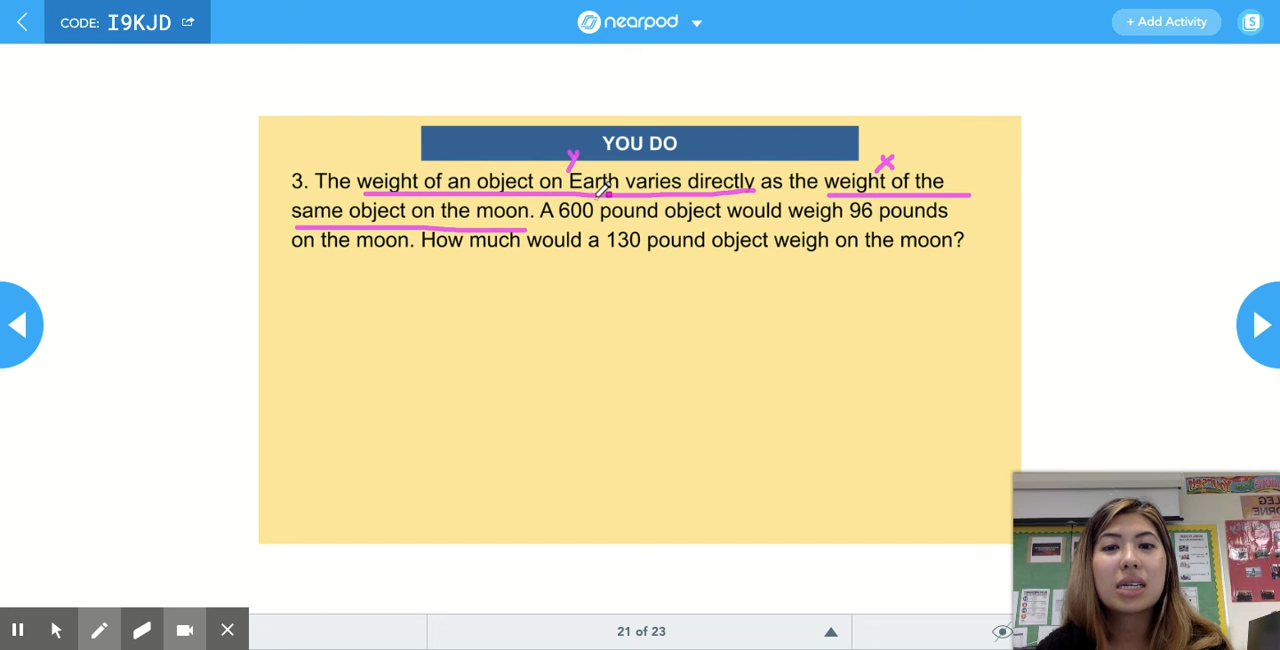 CODE: I9KJD
nearpod
+ Add Activity
S
YOU DO
y
x
3. The weight of an object on Earth varies directly as the weight of the
same object on the moon. A 600 pound object would weigh 96 pounds
on the moon. How much would a 130 pound object weigh on the moon?
21 of 23